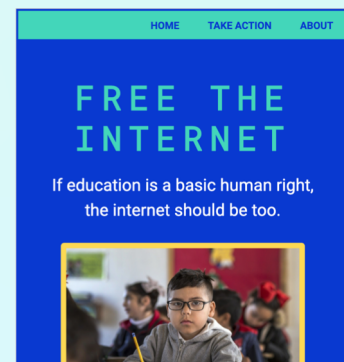 HOME TAKE ACTION ABOUT
FREE THE
INTERNET
If education is a basic human right,
the internet should be too.